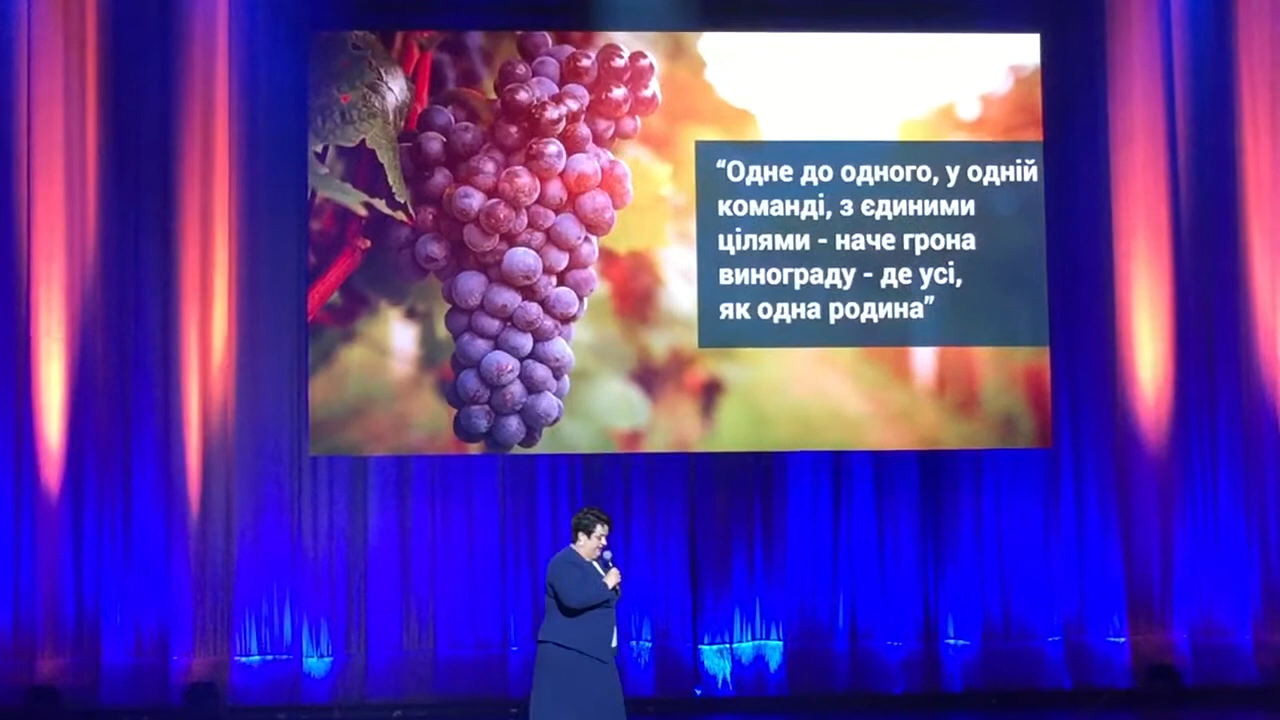 “Одне до одного, у одній
команді, з єдиними
цілями - наче грона
винограду - де усі,
як одна родина”